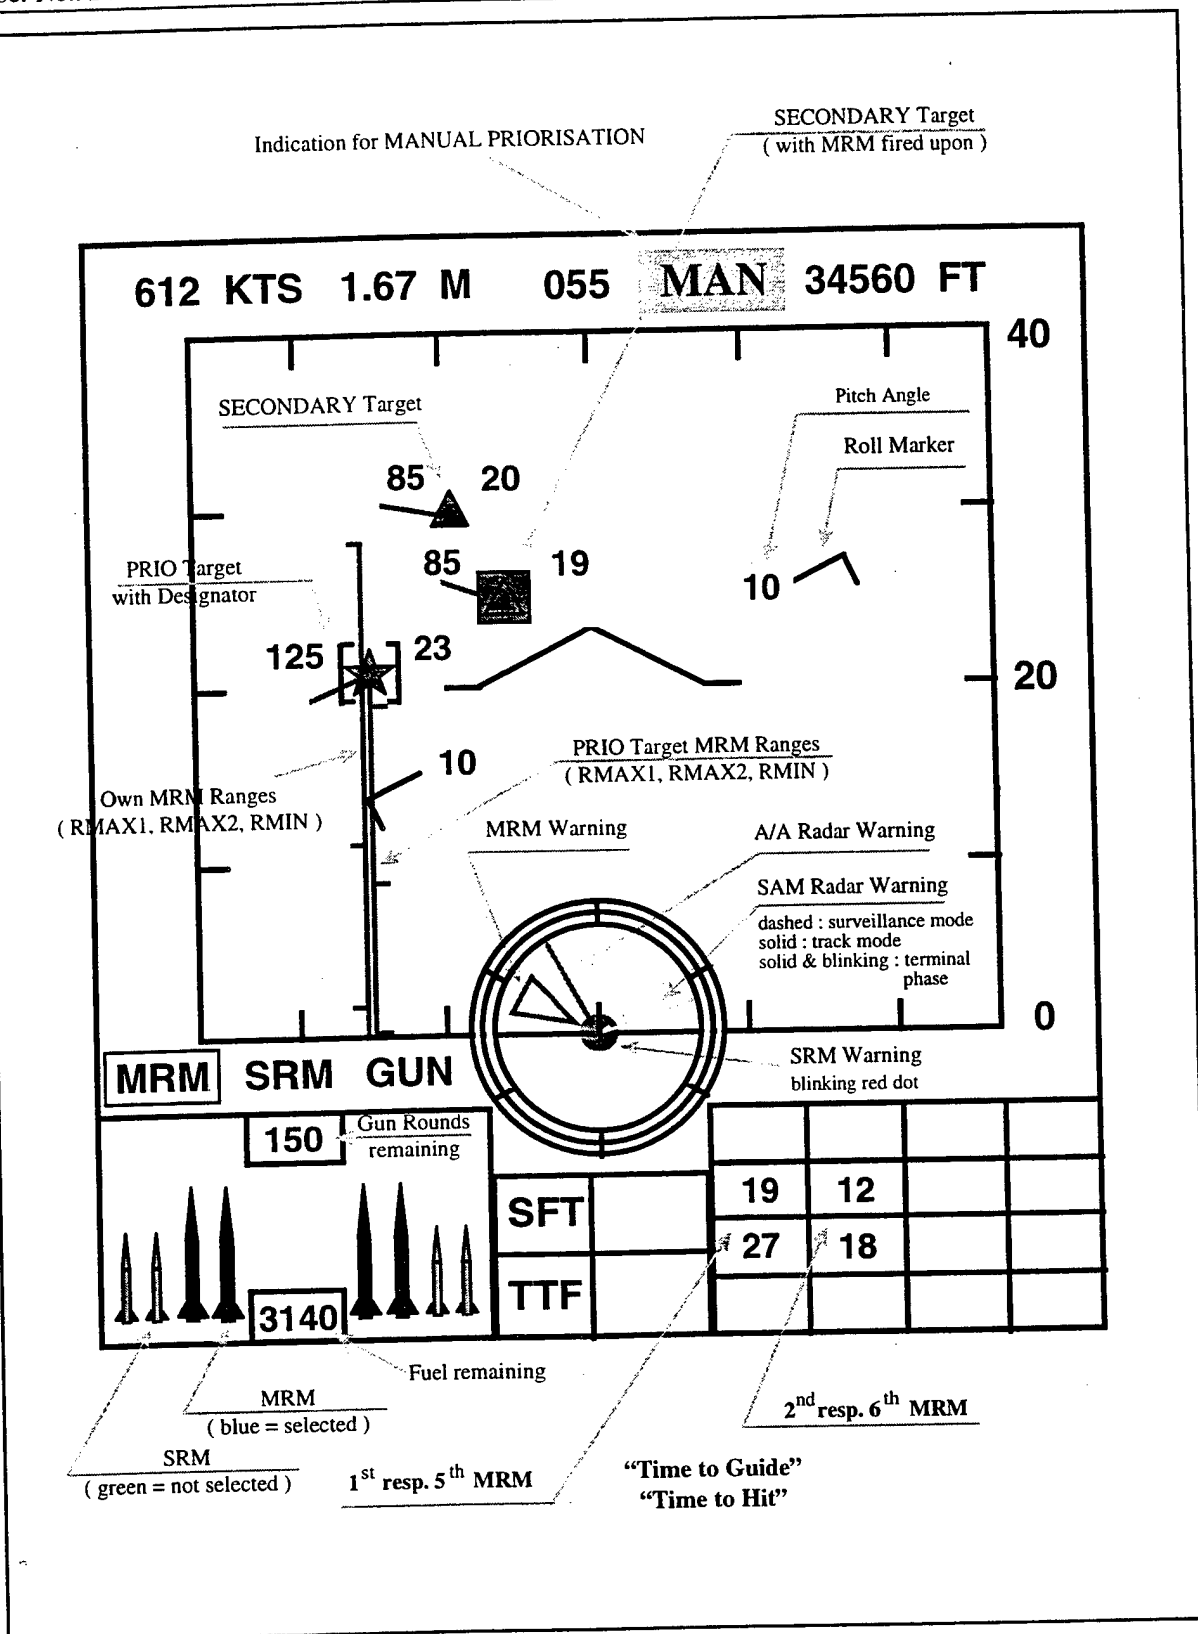 Indication for MANUAL PRIORISATION
SECONDARY Target
( with MRM fired upon )
612 KTS 1.67 M 055 MAN 34560 FT
40
SECONDARY Target
Pitch Angle
Roll Marker
85 20
85 19
10
PRIO Target
with Designator
125 23
20
10
PRIO Target MRM Ranges
( RMAX1, RMAX2, RMIN )
Own MRM Ranges
( RMAX1, RMAX2, RMIN )
MRM Warning
A/A Radar Warning
SAM Radar Warning
dashed : surveillance mode
solid : track mode
solid & blinking : terminal
phase
0
SRM Warning
blinking red dot
MRM SRM GUN
150
Gun Rounds
remaining
SFT
TTF
19 12
27 18
3140
Fuel remaining
MRM
( blue = selected )
SRM
( green = not selected )
1st resp. 5th MRM
2nd resp. 6th MRM
“Time to Guide”
“Time to Hit”